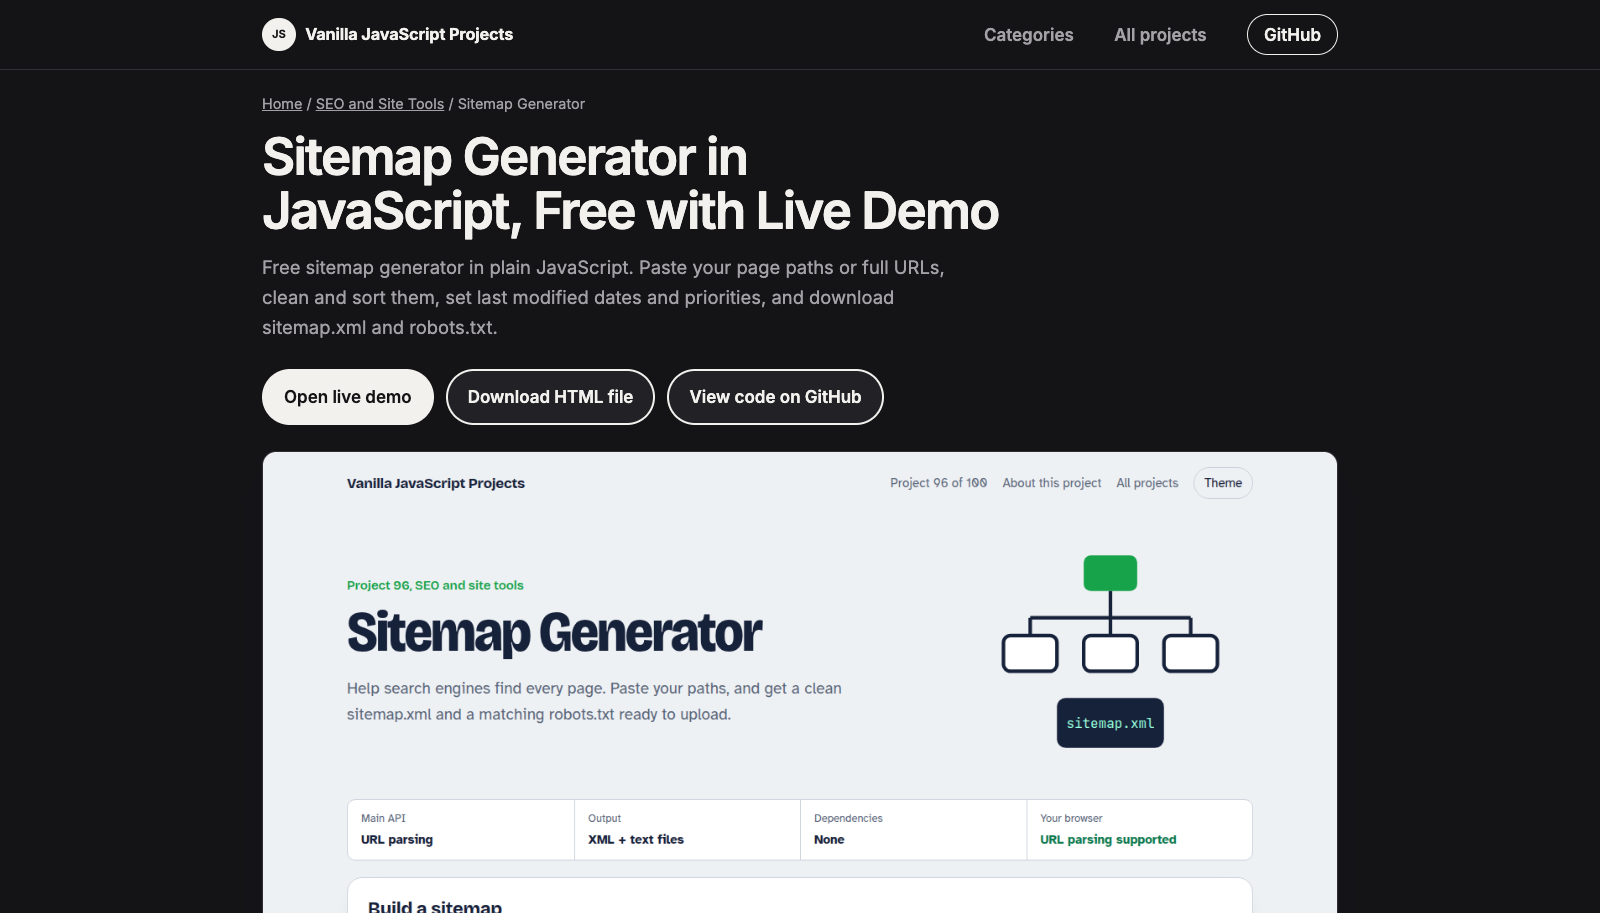 JS
Vanilla JavaScript Projects
Categories
All projects
GitHub
Home / SEO and Site Tools / Sitemap Generator
Sitemap Generator in
JavaScript, Free with Live Demo
Free sitemap generator in plain JavaScript. Paste your page paths or full URLs,
clean and sort them, set last modified dates and priorities, and download
sitemap.xml and robots.txt.
Open live demo
Download HTML file
View code on GitHub
Vanilla JavaScript Projects
Project 96 of 100
About this project
All projects
Theme
Project 96, SEO and site tools
Sitemap Generator
Help search engines find every page. Paste your paths, and get a clean
sitemap.xml and a matching robots.txt ready to upload.
sitemap.xml
Main API
URL parsing
Output
XML + text files
Dependencies
None
Your browser
URL parsing supported
Build a sitemap